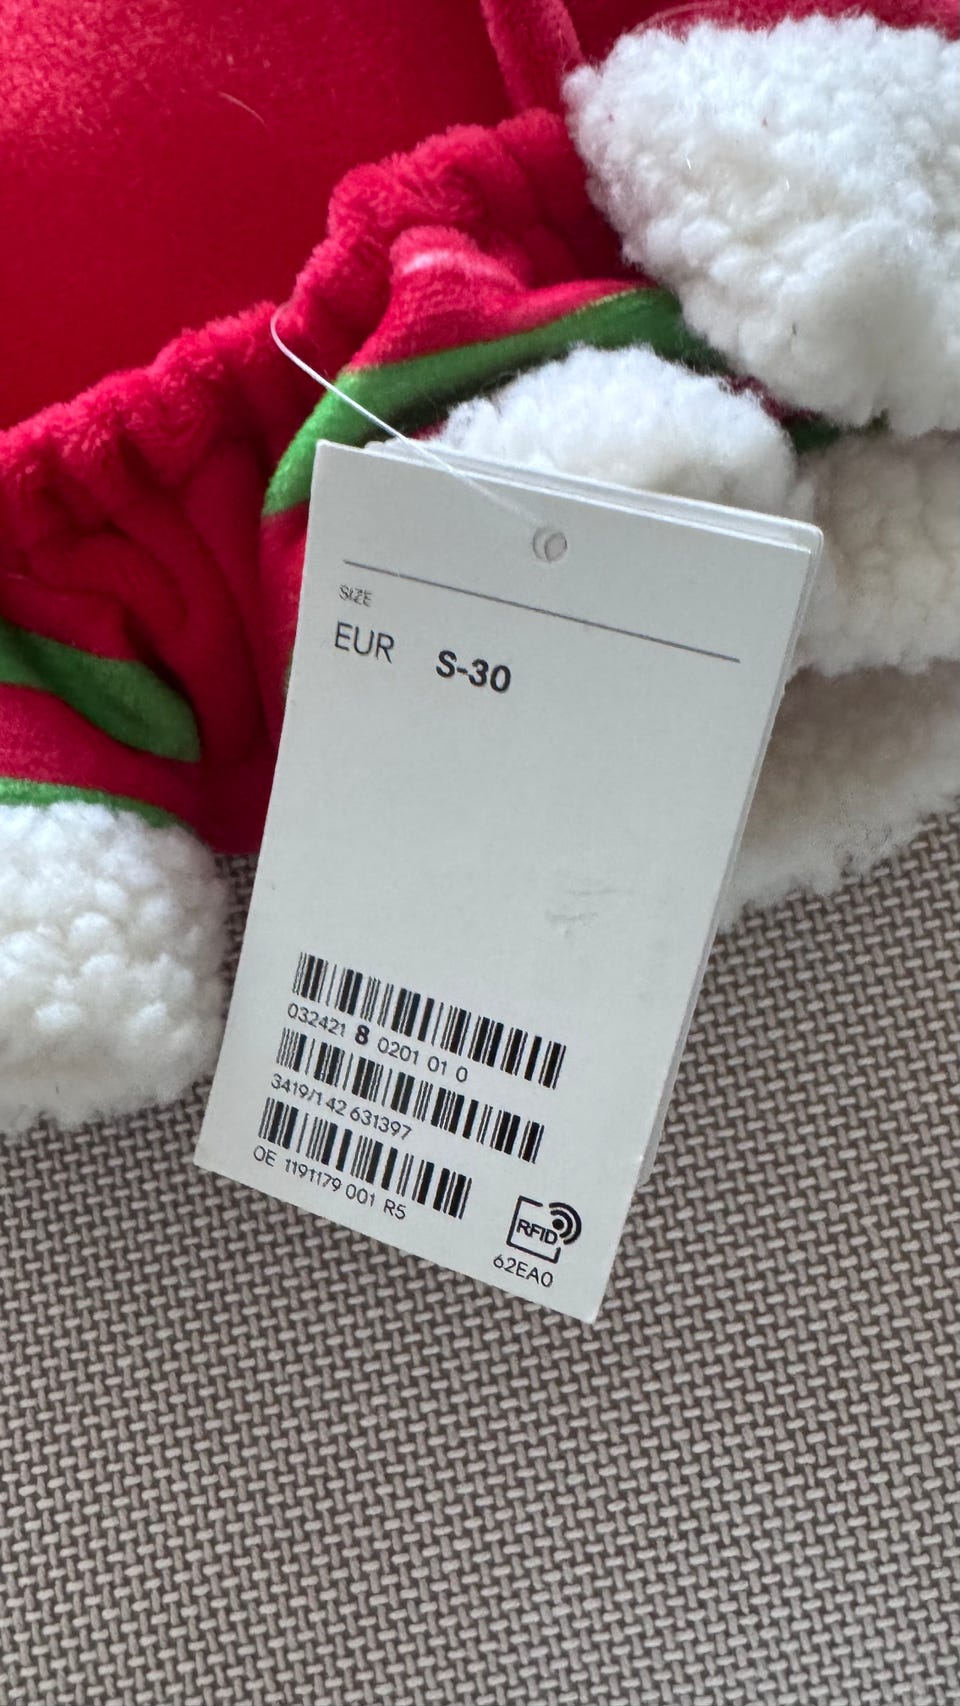 SIZE
EUR S-30
032421 8 0201 01 0
3419/1 42 631397
OE 1191179 001 R5
RFID
62EA0